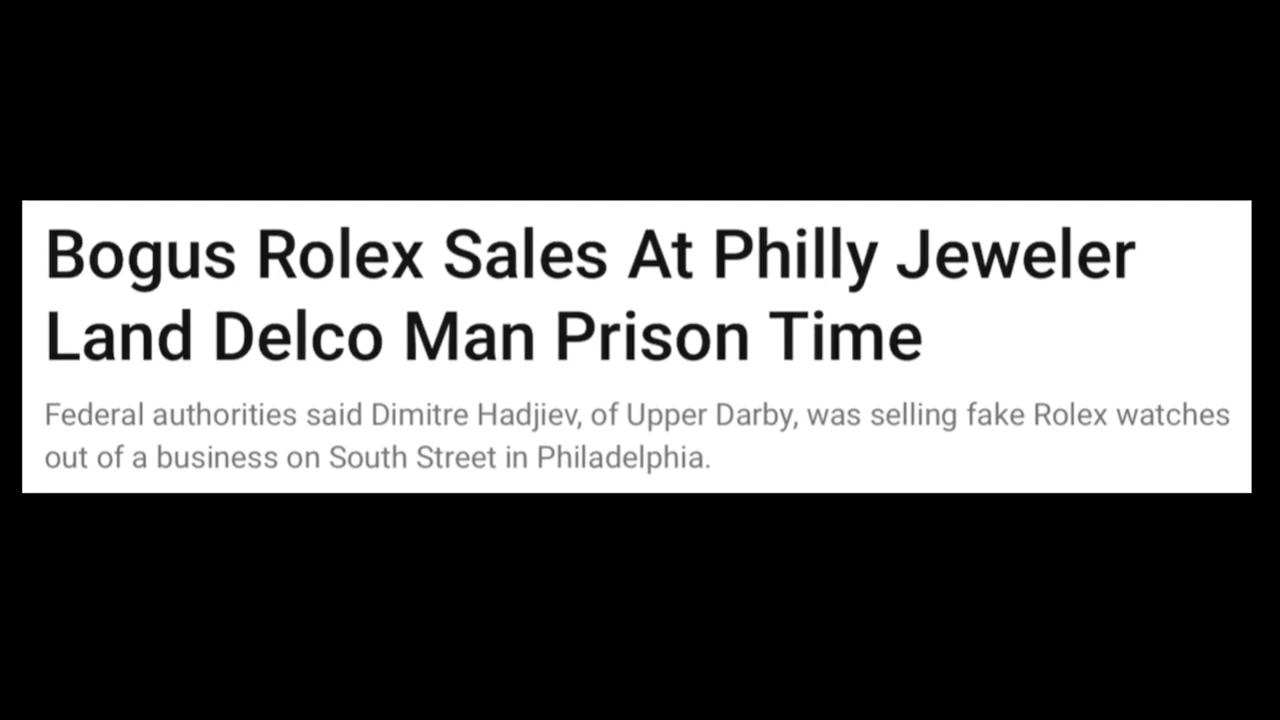 Bogus Rolex Sales At Philly Jeweler
Land Delco Man Prison Time
Federal authorities said Dimitre Hadjiev, of Upper Darby, was selling fake Rolex watches
out of a business on South Street in Philadelphia.